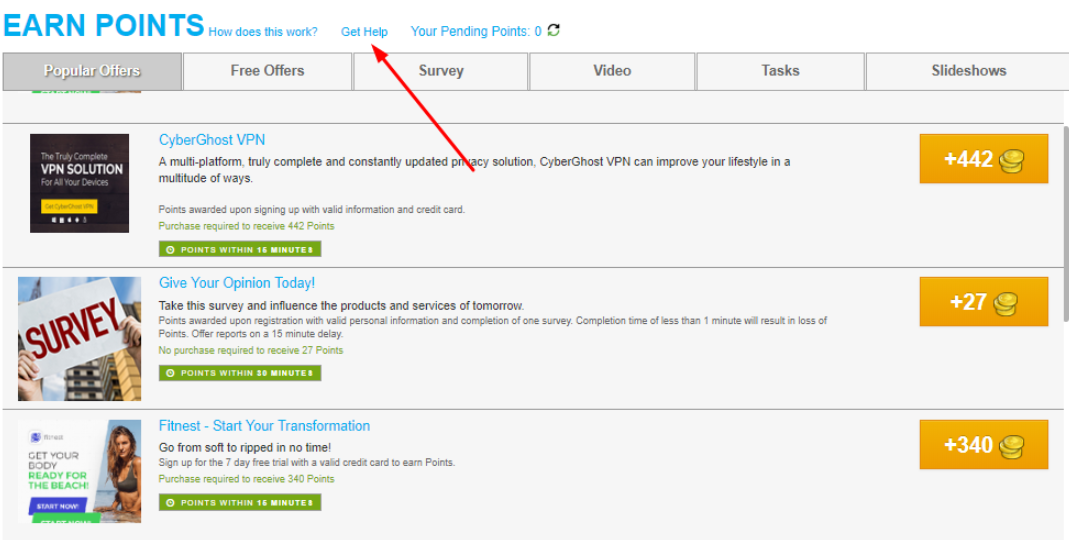 EARN POINTS How does this work? Get Help Your Pending Points: 0
Popular Offers Free Offers Survey Video Tasks Slideshows
The Truly Complete
VPN SOLUTION
For All Your Devices
Get CyberGhost VPN
CyberGhost VPN
A multi-platform, truly complete and constantly updated privacy solution, CyberGhost VPN can improve your lifestyle in a
multitude of ways.
Points awarded upon signing up with valid information and credit card.
Purchase required to receive 442 Points
POINTS WITHIN 15 MINUTES
+442
SURVEY
Give Your Opinion Today!
Take this survey and influence the products and services of tomorrow.
Points awarded upon registration with valid personal information and completion of one survey. Completion time of less than 1 minute will result in loss of
Points. Offer reports on a 15 minute delay.
No purchase required to receive 27 Points
POINTS WITHIN 30 MINUTES
+27
fitnest
GET YOUR
BODY
READY FOR
THE BEACH!
START NOW!
START NOW!
Fitnest - Start Your Transformation
Go from soft to ripped in no time!
Sign up for the 7 day free trial with a valid credit card to earn Points.
Purchase required to receive 340 Points
POINTS WITHIN 15 MINUTES
+340